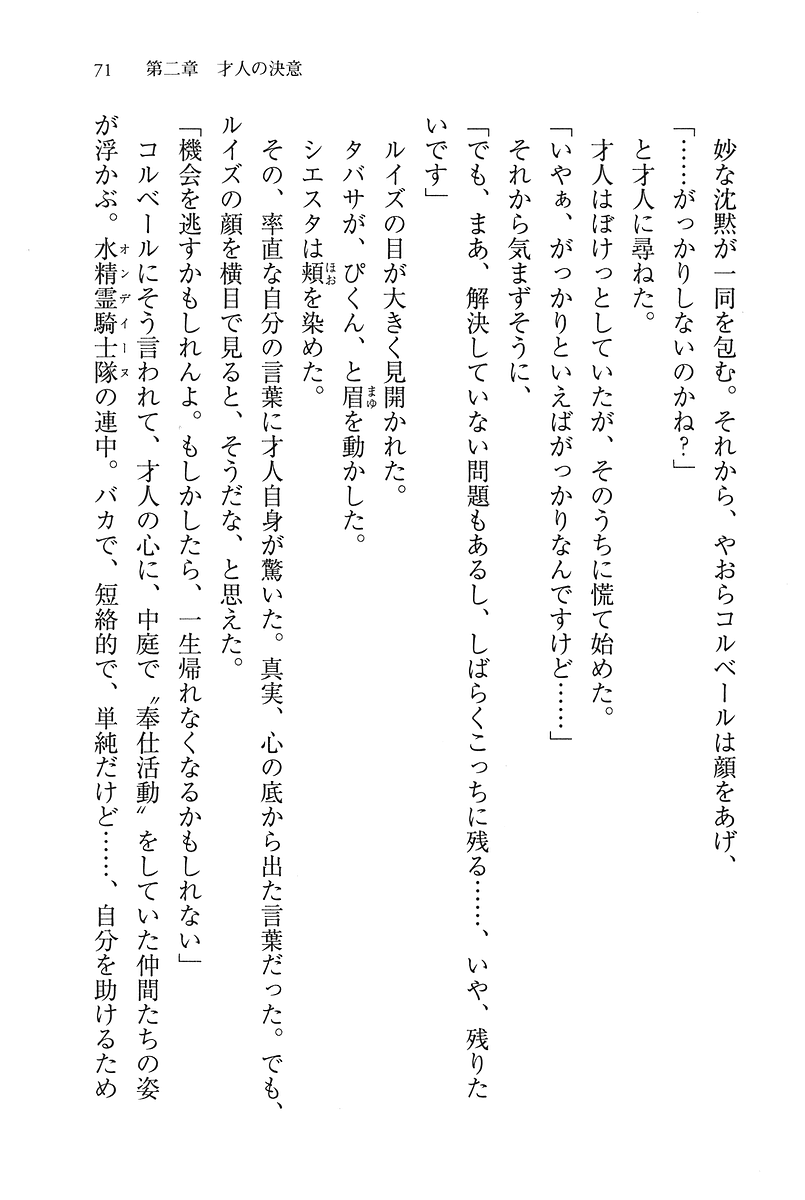 71　第二章　才人の決意
妙な沈黙が一同を包む。それから、やおらコルベールは顔をあげ、
「……がっかりしないのかね？」
と才人に尋ねた。
才人はぼけっとしていたが、そのうちに慌て始めた。
「いやぁ、がっかりといえばがっかりなんですけど……」
それから気まずそうに、
「でも、まあ、解決していない問題もあるし、しばらくこっちに残る……、いや、残りた
いです」
ルイズの目が大きく見開かれた。
タバサが、ぴくん、と眉を動かした。
シエスタは頬を染めた。
その、率直な自分の言葉に才人自身が驚いた。真実、心の底から出た言葉だった。でも、
ルイズの顔を横目で見ると、そうだな、と思えた。
「機会を逃すかもしれんよ。もしかしたら、一生帰れなくなるかもしれない」
コルベールにそう言われて、才人の心に、中庭で〝奉仕活動〟をしていた仲間たちの姿
が浮かぶ。水精霊騎士隊の連中。バカで、短絡的で、単純だけど……、自分を助けるため